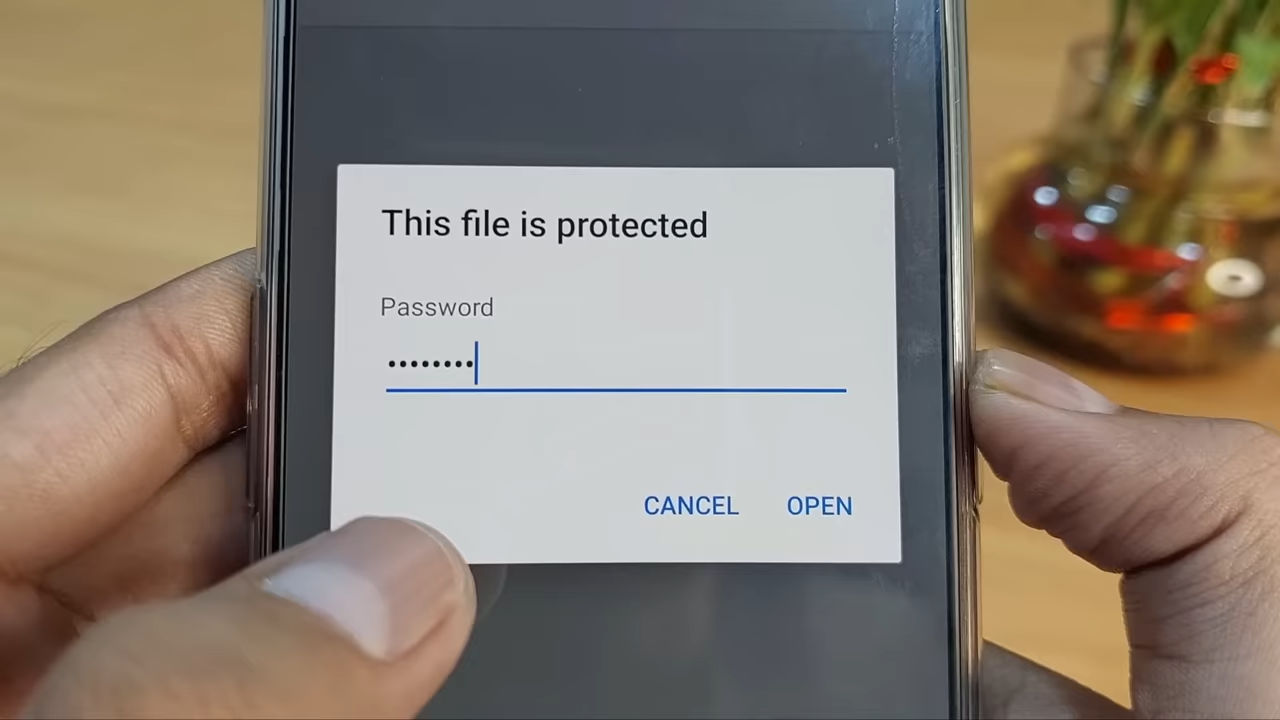 This file is protected
Password
••••••••
CANCEL OPEN